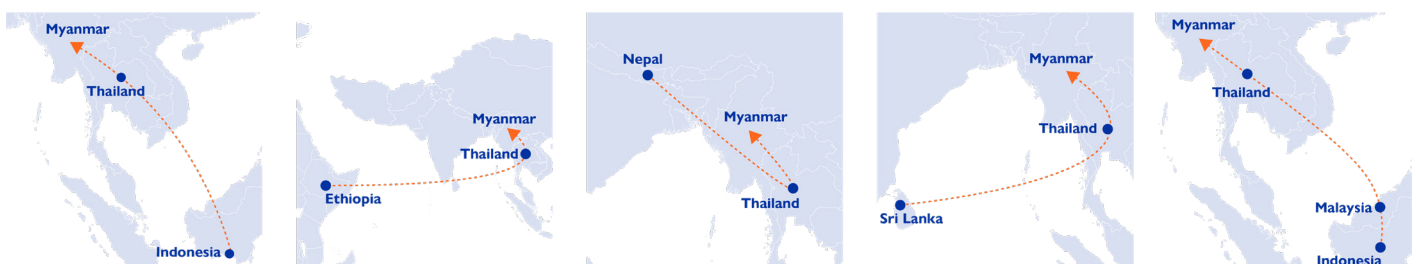 Myanmar
Thailand
Indonesia
Myanmar
Thailand
Ethiopia
Nepal
Myanmar
Thailand
Myanmar
Thailand
Sri Lanka
Myanmar
Thailand
Malaysia
Indonesia